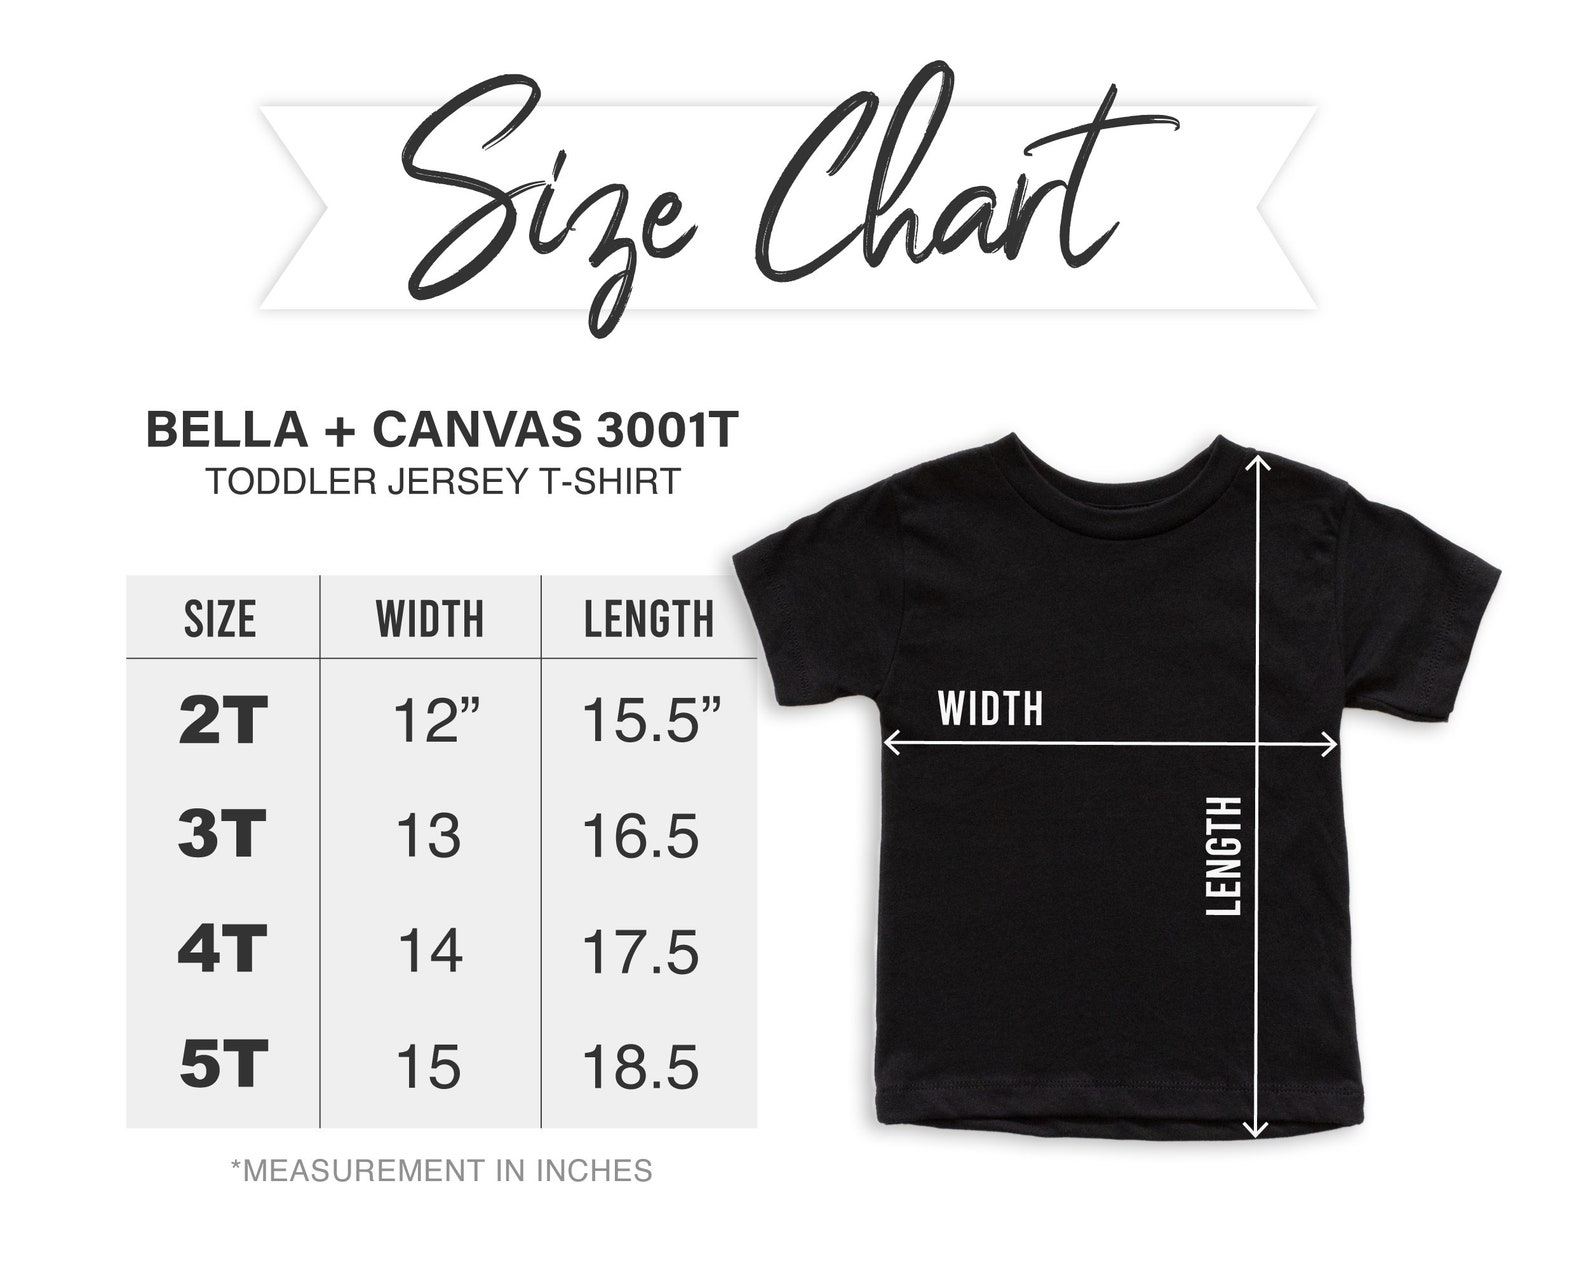 Size Chart
BELLA + CANVAS 3001T
TODDLER JERSEY T-SHIRT
SIZE WIDTH LENGTH
2T 12” 15.5”
3T 13 16.5
4T 14 17.5
5T 15 18.5
*MEASUREMENT IN INCHES
WIDTH
LENGTH